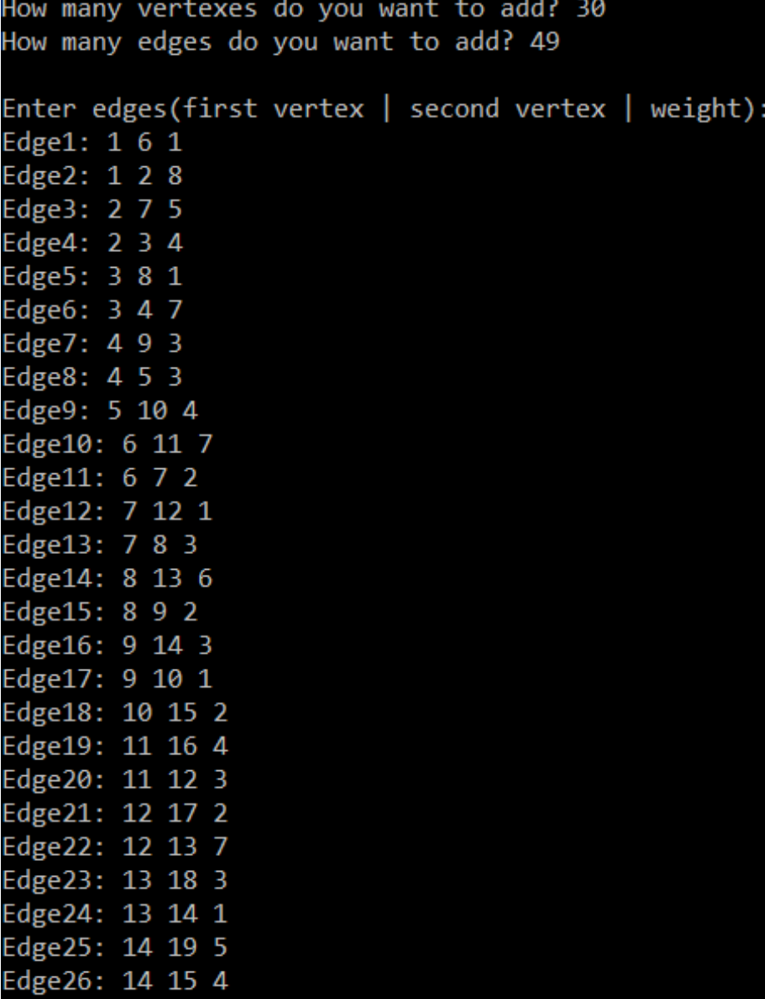 How many vertexes do you want to add? 30
How many edges do you want to add? 49
Enter edges(first vertex | second vertex | weight):
Edge1: 1 6 1
Edge2: 1 2 8
Edge3: 2 7 5
Edge4: 2 3 4
Edge5: 3 8 1
Edge6: 3 4 7
Edge7: 4 9 3
Edge8: 4 5 3
Edge9: 5 10 4
Edge10: 6 11 7
Edge11: 6 7 2
Edge12: 7 12 1
Edge13: 7 8 3
Edge14: 8 13 6
Edge15: 8 9 2
Edge16: 9 14 3
Edge17: 9 10 1
Edge18: 10 15 2
Edge19: 11 16 4
Edge20: 11 12 3
Edge21: 12 17 2
Edge22: 12 13 7
Edge23: 13 18 3
Edge24: 13 14 1
Edge25: 14 19 5
Edge26: 14 15 4